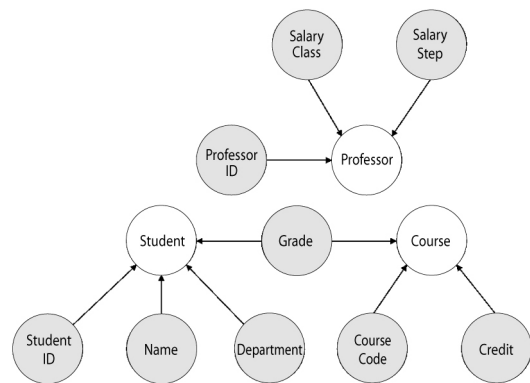 Salary
Class
Salary
Step
Professor
ID
Professor
Student
Grade
Course
Student
ID
Name
Department
Course
Code
Credit